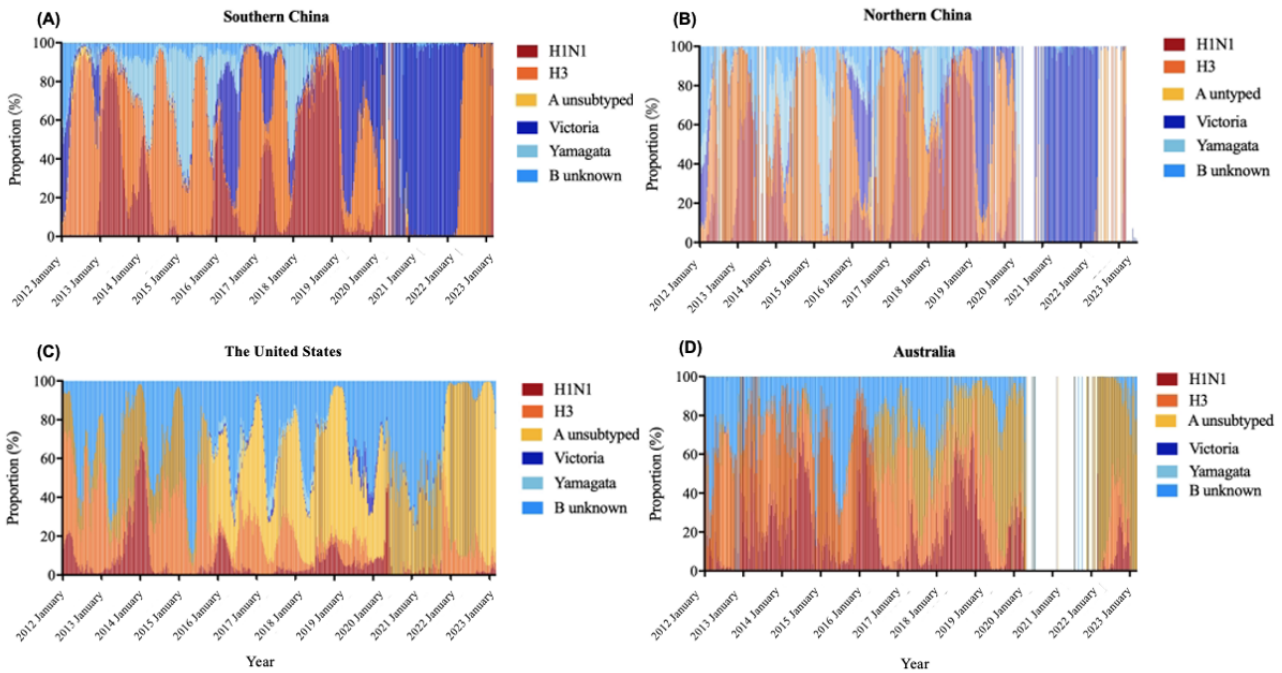 (A)
Southern China
Proportion (%)
100
80
60
40
20
0
2012 January
2013 January
2014 January
2015 January
2016 January
2017 January
2018 January
2019 January
2020 January
2021 January
2022 January
2023 January
H1N1
H3
A unsubtyped
Victoria
Yamagata
B unknown
(B)
Northern China
Proportion (%)
100
80
60
40
20
0
2012 January
2013 January
2014 January
2015 January
2016 January
2017 January
2018 January
2019 January
2020 January
2021 January
2022 January
2023 January
H1N1
H3
A untyped
Victoria
Yamagata
B unknown
(C)
The United States
Proportion (%)
100
80
60
40
20
0
2012 January
2013 January
2014 January
2015 January
2016 January
2017 January
2018 January
2019 January
2020 January
2021 January
2022 January
2023 January
Year
H1N1
H3
A unsubtyped
Victoria
Yamagata
B unknown
(D)
Australia
Proportion (%)
100
80
60
40
20
0
2012 January
2013 January
2014 January
2015 January
2016 January
2017 January
2018 January
2019 January
2020 January
2021 January
2022 January
2023 January
Year
H1N1
H3
A unsubtyped
Victoria
Yamagata
B unknown